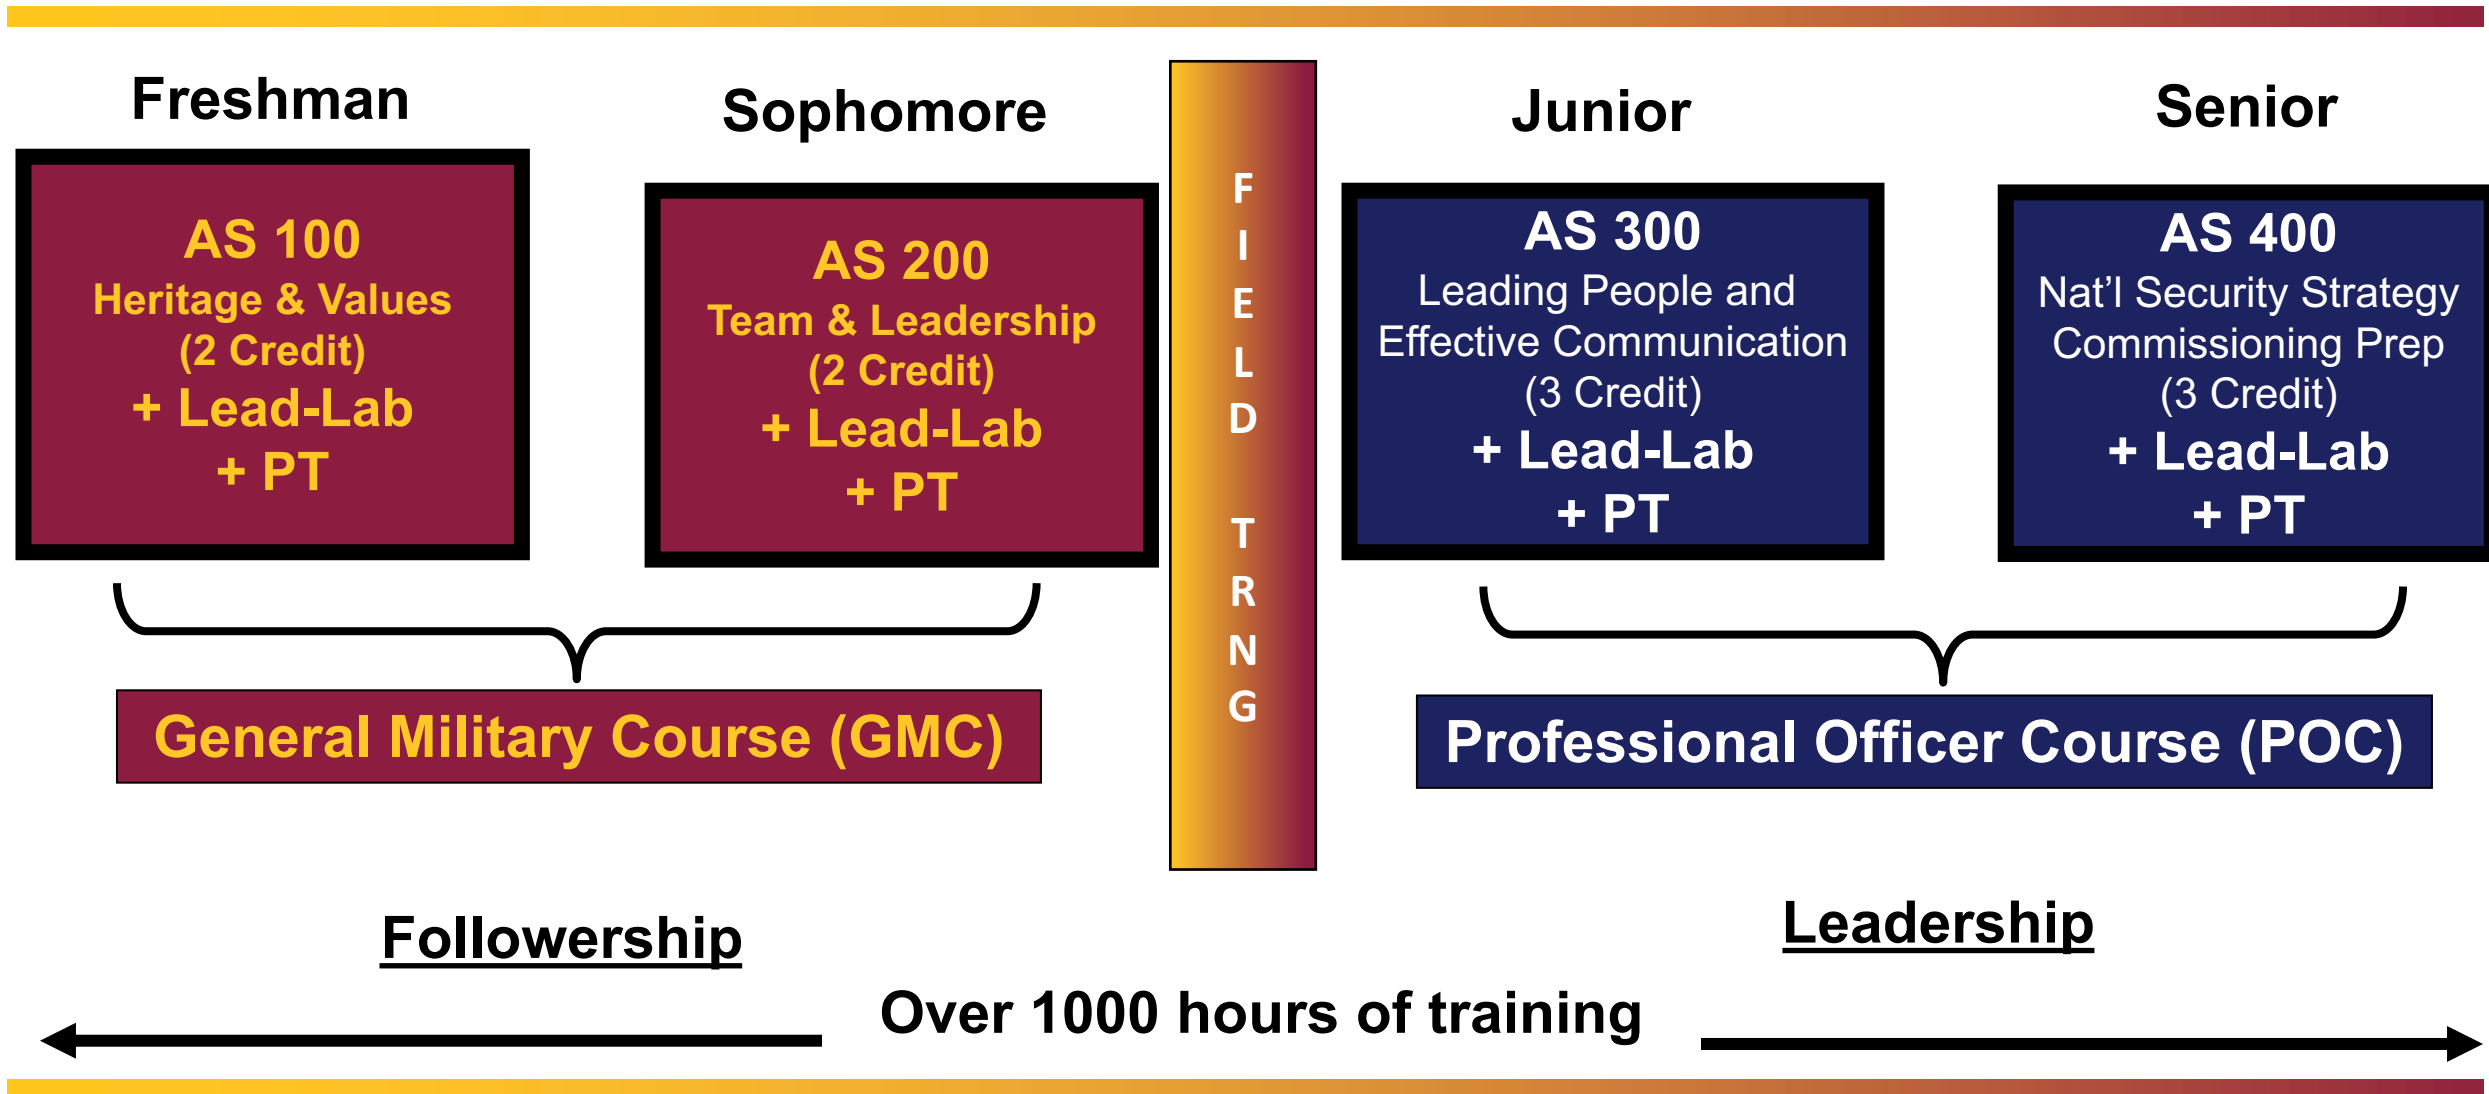 Freshman
AS 100
Heritage & Values
(2 Credit)
+ Lead-Lab
+ PT
Sophomore
AS 200
Team & Leadership
(2 Credit)
+ Lead-Lab
+ PT
General Military Course (GMC)
FIELD TRNG
Junior
AS 300
Leading People and
Effective Communication
(3 Credit)
+ Lead-Lab
+ PT
Senior
AS 400
Nat’l Security Strategy
Commissioning Prep
(3 Credit)
+ Lead-Lab
+ PT
Professional Officer Course (POC)
Followership
Leadership
Over 1000 hours of training